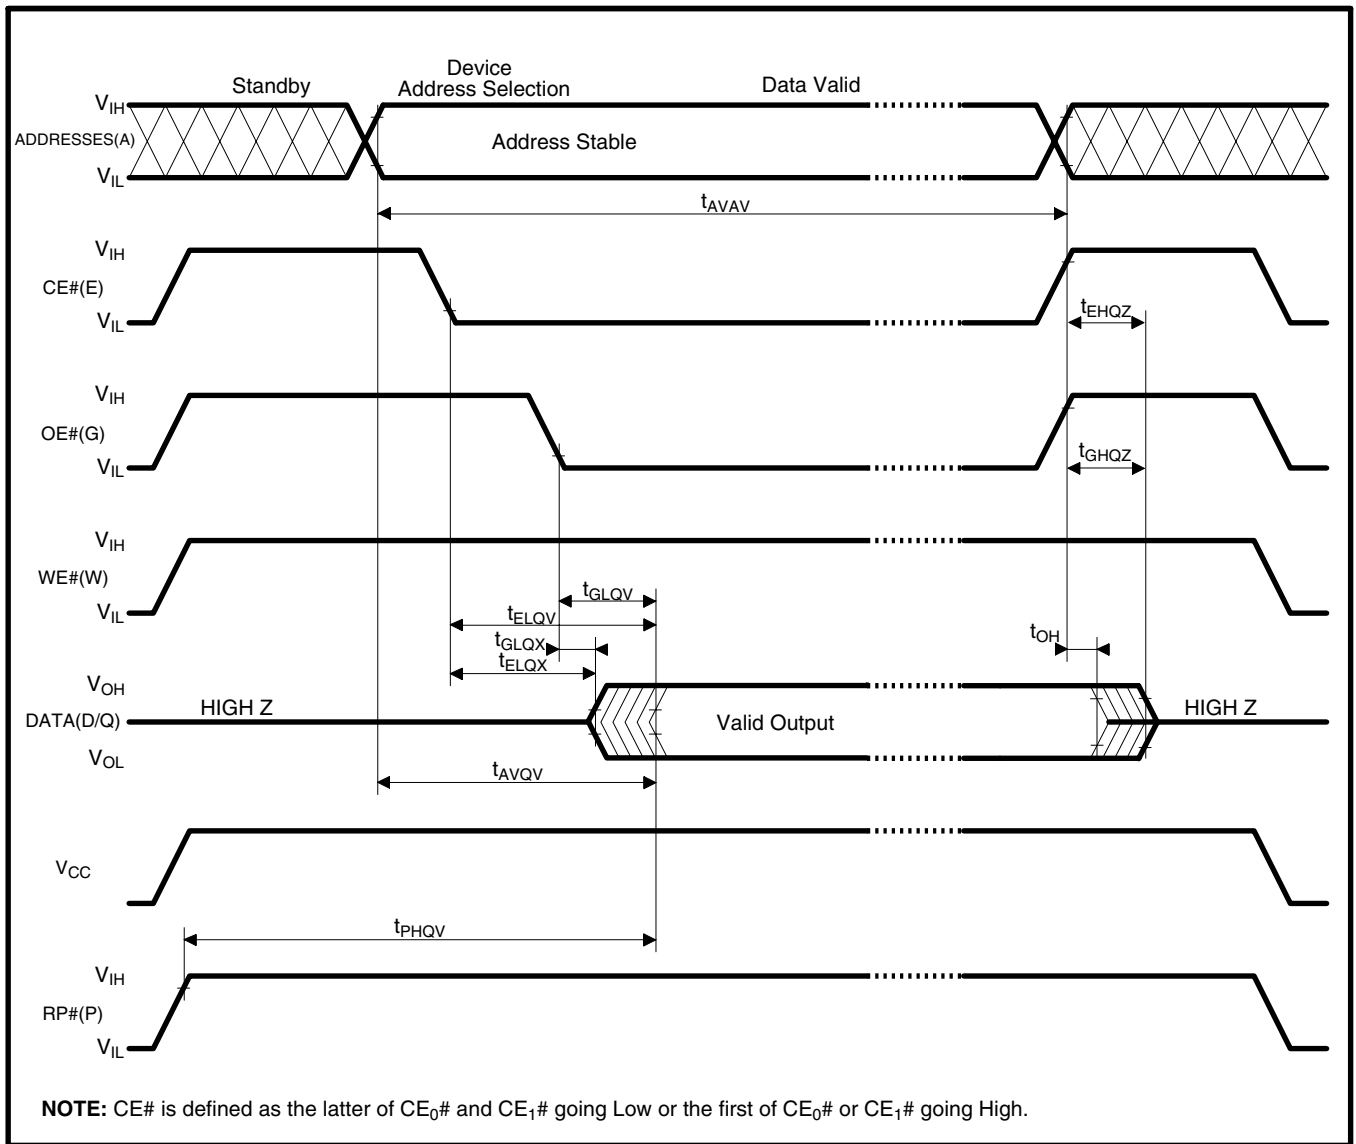 Standby
Device
Address Selection
Data Valid
VIH
ADDRESSES(A)
Address Stable
VIL
tAVAV
VIH
CE#(E)
tEHQZ
VIL
VIH
OE#(G)
tGHQZ
VIL
VIH
WE#(W)
VIL
tGLQV
tELQV
tGLQX
tOH
tELQX
VOH
DATA(D/Q)
HIGH Z
Valid Output
HIGH Z
VOL
tAVQV
VCC
tPHQV
VIH
RP#(P)
VIL
NOTE: CE# is defined as the latter of CE0# and CE1# going Low or the first of CE0# or CE1# going High.